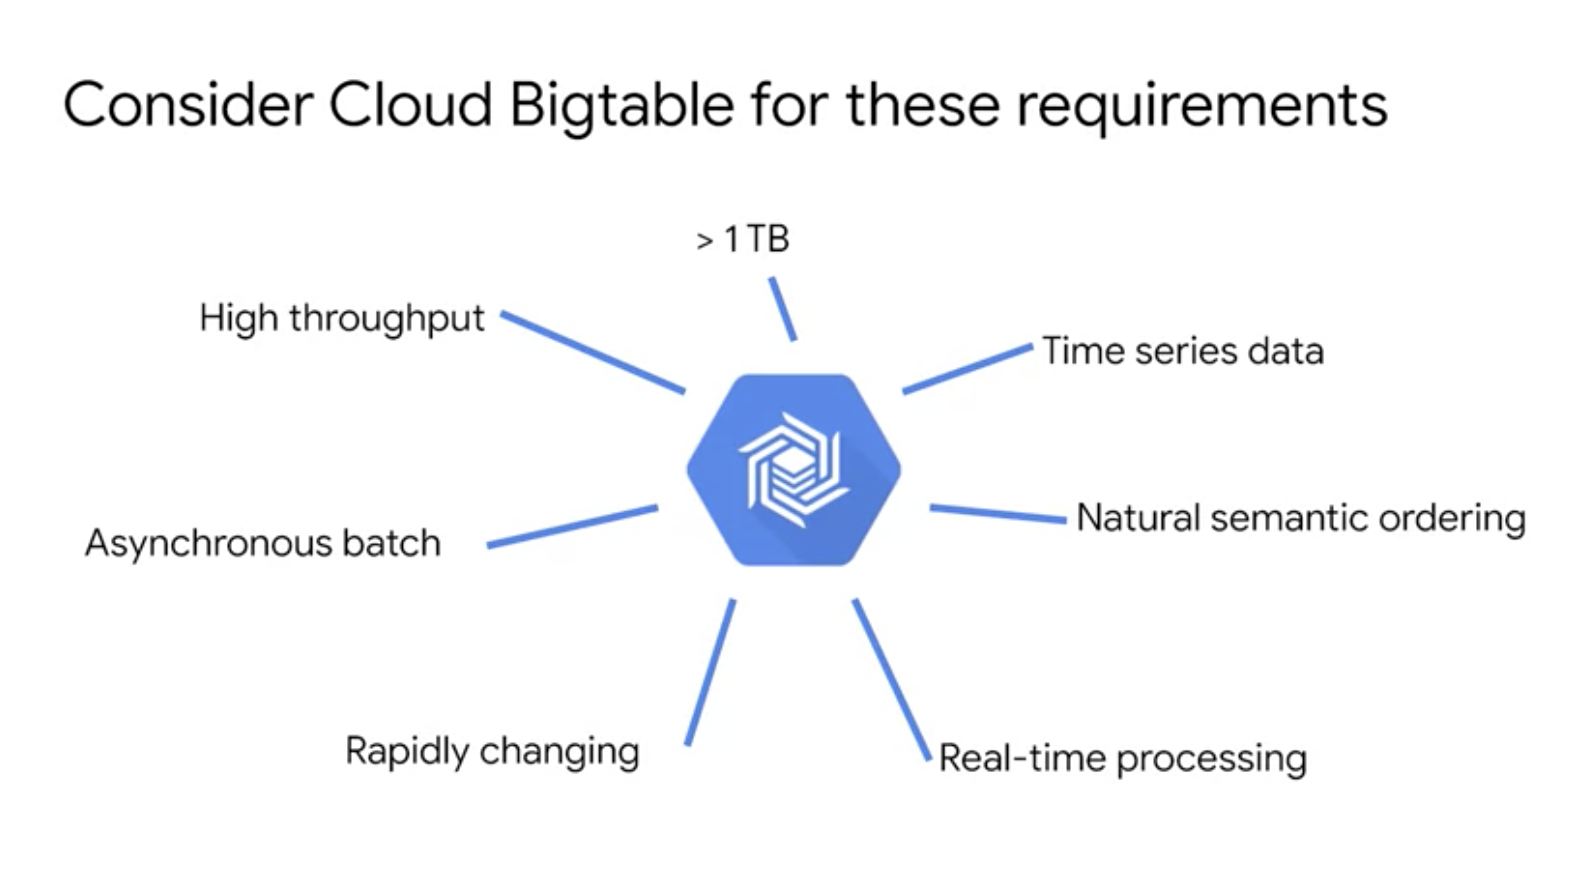 Consider Cloud Bigtable for these requirements
> 1 TB
High throughput
Time series data
Natural semantic ordering
Asynchronous batch
Rapidly changing
Real-time processing